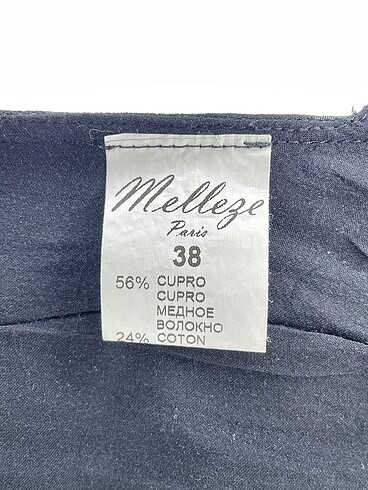 Melleze
Paris
38
56% CUPRO
CUPRO
МЕДНОЕ
ВОЛОКНО
24% COTON